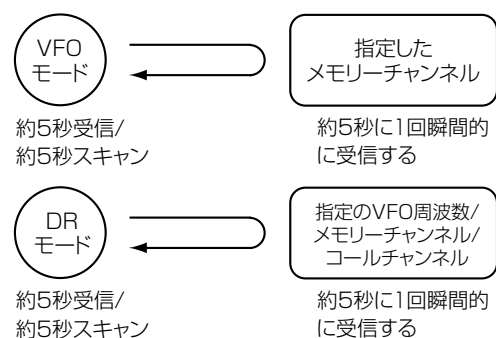 VFO
モード
指定した
メモリーチャンネル
約5秒受信/
約5秒スキャン
約5秒に1回瞬間的
に受信する
DR
モード
指定のVFO周波数/
メモリーチャンネル/
コールチャンネル
約5秒受信/
約5秒スキャン
約5秒に1回瞬間的
に受信する